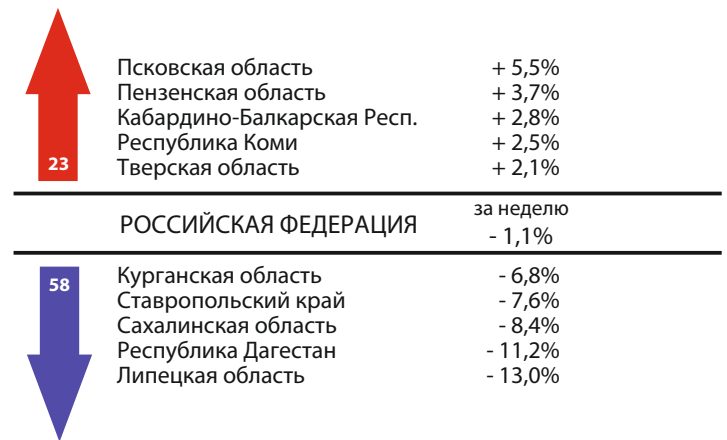 Псковская область + 5,5%
Пензенская область + 3,7%
Кабардино-Балкарская Респ. + 2,8%
Республика Коми + 2,5%
23 Тверская область + 2,1%
за неделю
РОССИЙСКАЯ ФЕДЕРАЦИЯ - 1,1%
58 Курганская область - 6,8%
Ставропольский край - 7,6%
Сахалинская область - 8,4%
Республика Дагестан - 11,2%
Липецкая область - 13,0%